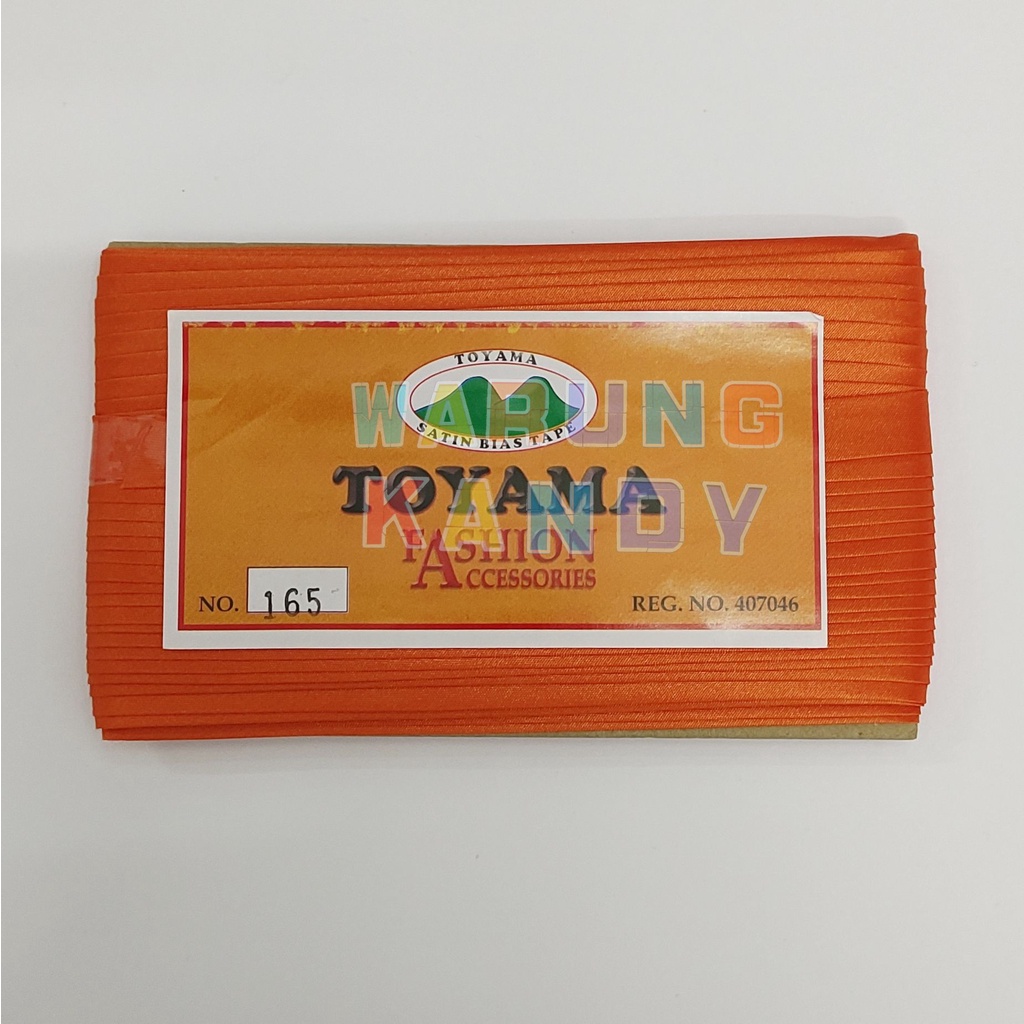 TOYAMA
SATIN BIAS TAPE
WARUNG
KANDY
TOYAMA
FASHION
ACCESSORIES
NO. 165
REG. NO. 407046